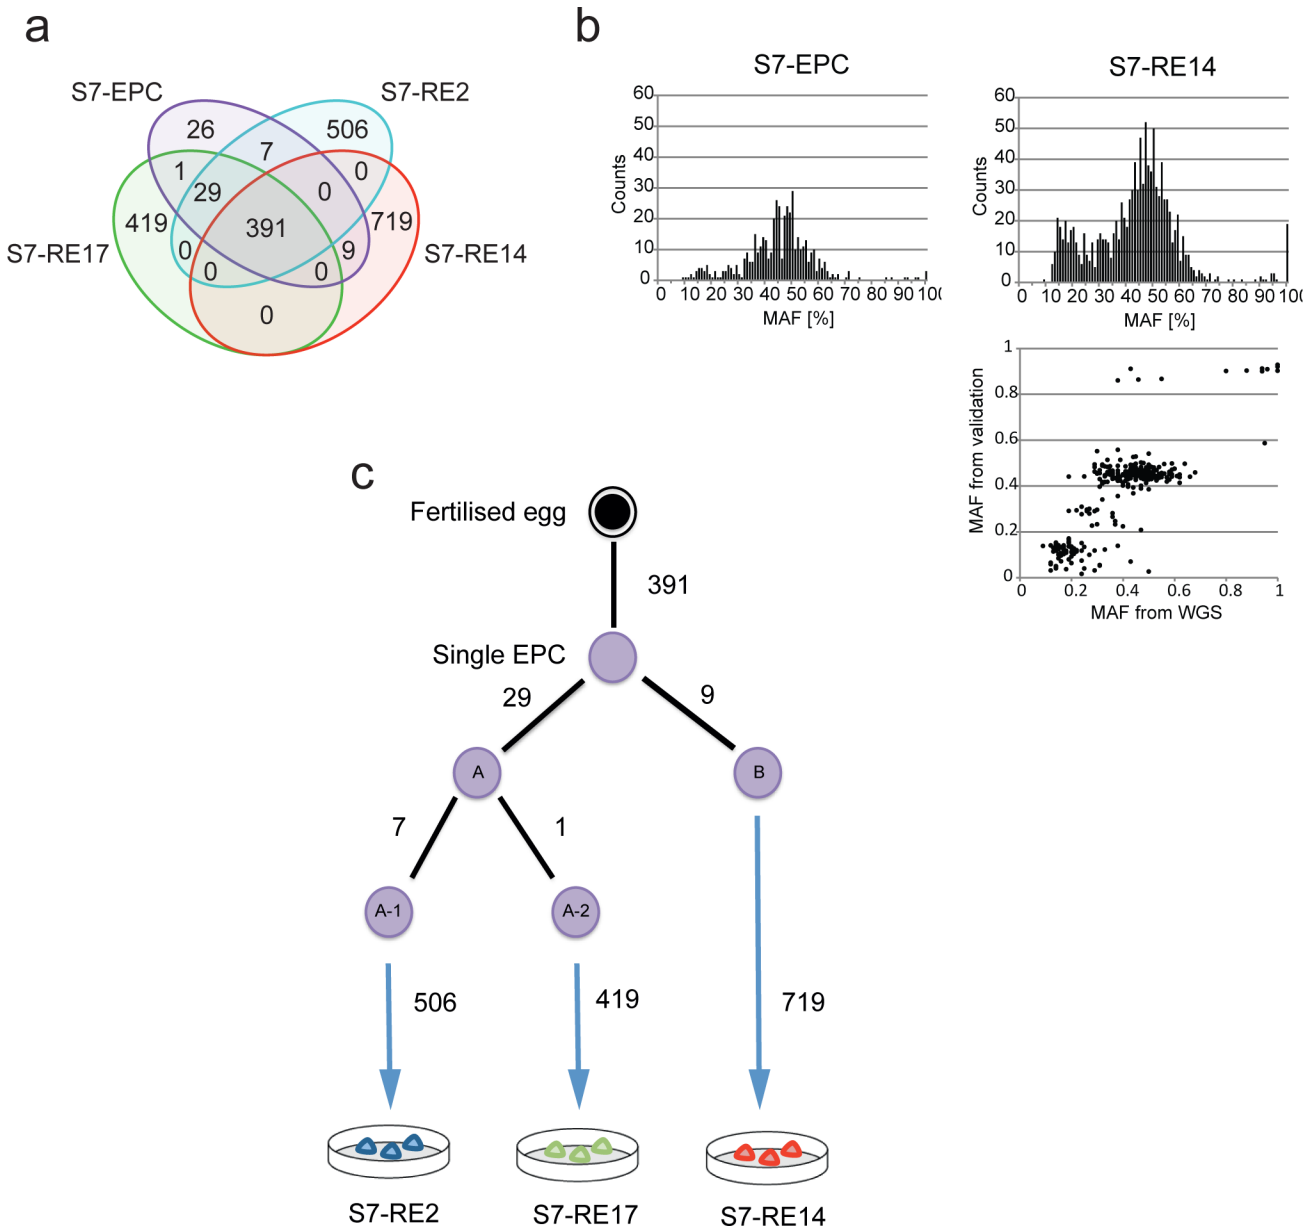 a
S7-EPC
S7-RE2
26
506
7
1
0
29
0
419
391
719
S7-RE17
0
9
S7-RE14
0
0
0
b
S7-EPC
60
50
40
30
20
10
0
Counts
0 10 20 30 40 50 60 70 80 90 100
MAF [%]
S7-RE14
60
50
40
30
20
10
0
Counts
0 10 20 30 40 50 60 70 80 90 100
MAF [%]
1
0.8
0.6
0.4
0.2
0
MAF from validation
0 0.2 0.4 0.6 0.8 1
MAF from WGS
c
Fertilised egg
391
Single EPC
29
9
A
B
7
1
A-1
A-2
506
419
719
S7-RE2
S7-RE17
S7-RE14